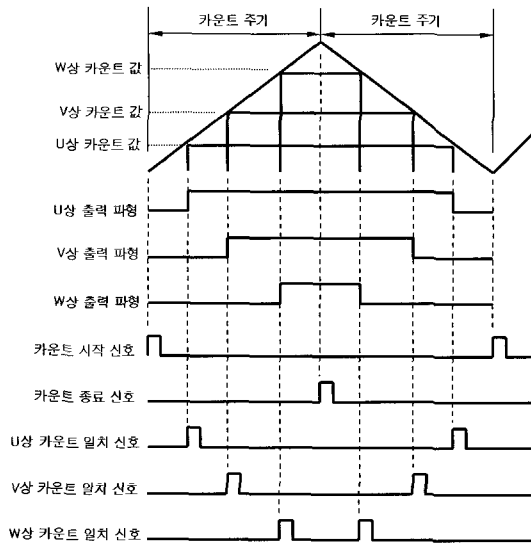 카운트 주기
카운트 주기
W상 카운트 값
V상 카운트 값
U상 카운트 값
U상 출력 파형
V상 출력 파형
W상 출력 파형
카운트 시작 신호
카운트 종료 신호
U상 카운트 일치 신호
V상 카운트 일치 신호
W상 카운트 일치 신호